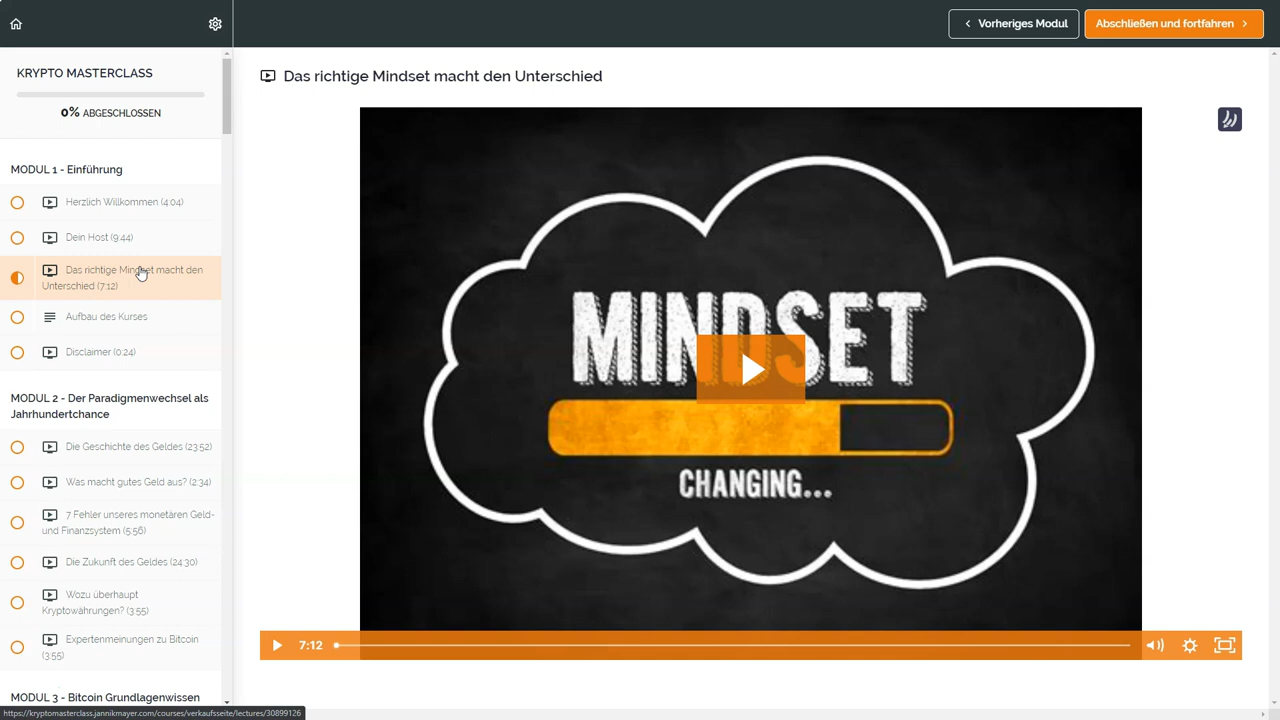 Vorheriges Modul
Abschließen und fortfahren
KRYPTO MASTERCLASS
0% ABGESCHLOSSEN
MODUL 1 - Einführung
Herzlich Willkommen (4:04)
Dein Host (9:44)
Das richtige Mindset macht den
Unterschied (7:12)
Aufbau des Kurses
Disclaimer (0:24)
MODUL 2 - Der Paradigmenwechsel als
Jahrhundertchance
Die Geschichte des Geldes (23:52)
Was macht gutes Geld aus? (2:34)
7 Fehler unseres monetären Geld-
und Finanzsystem (5:56)
Die Zukunft des Geldes (24:30)
Wozu überhaupt
Kryptowährungen? (3:55)
Expertenmeinungen zu Bitcoin
(3:55)
MODUL 3 - Bitcoin Grundlagenwissen
https://kryptomasterclass.jannikmayer.com/courses/verkaufsseite/lectures/30899126
Das richtige Mindset macht den Unterschied
MINDSET
CHANGING...
7:12